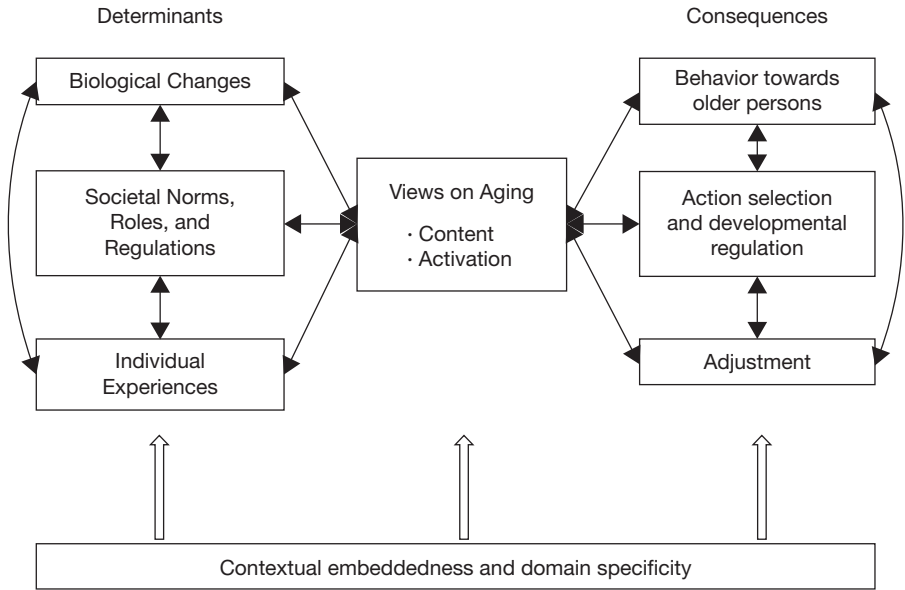 Determinants
Consequences
Biological Changes
Societal Norms,
Roles, and
Regulations
Individual
Experiences
Views on Aging
· Content
· Activation
Behavior towards
older persons
Action selection
and developmental
regulation
Adjustment
Contextual embeddedness and domain specificity